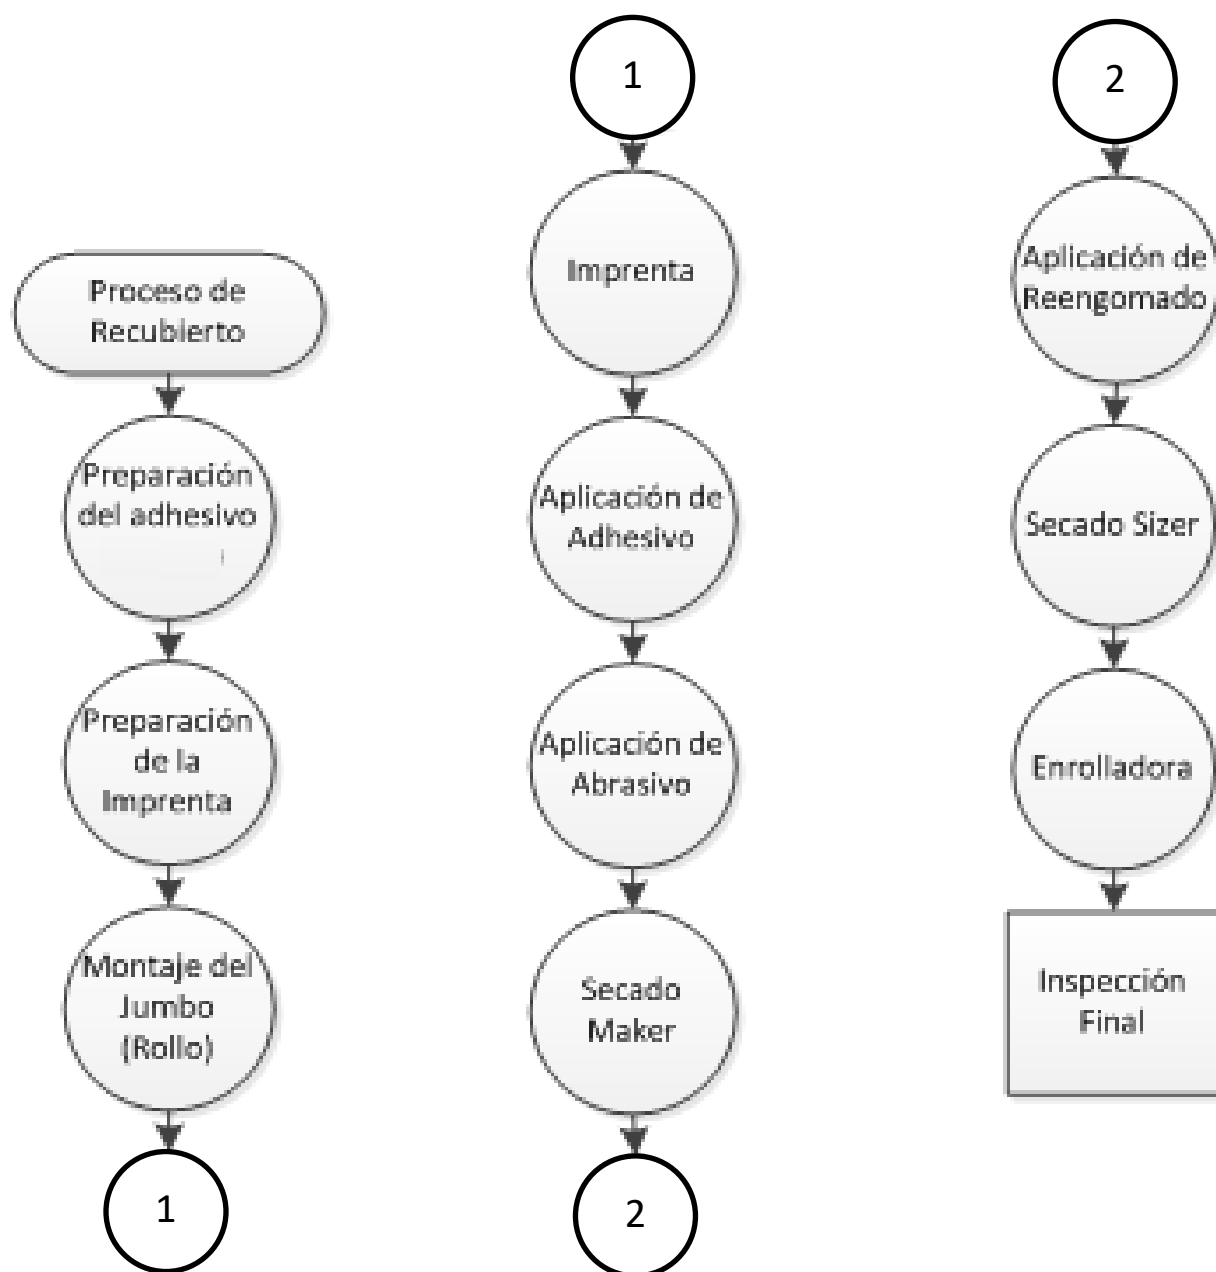 Proceso de
Recubierto
Preparación
del adhesivo
Preparación
de la
Imprenta
Montaje del
Jumbo
(Rollo)
1
1
Imprenta
Aplicación de
Adhesivo
Aplicación de
Abrasivo
Secado
Maker
2
2
Aplicación de
Reengomado
Secado Sizer
Enrolladora
Inspección
Final